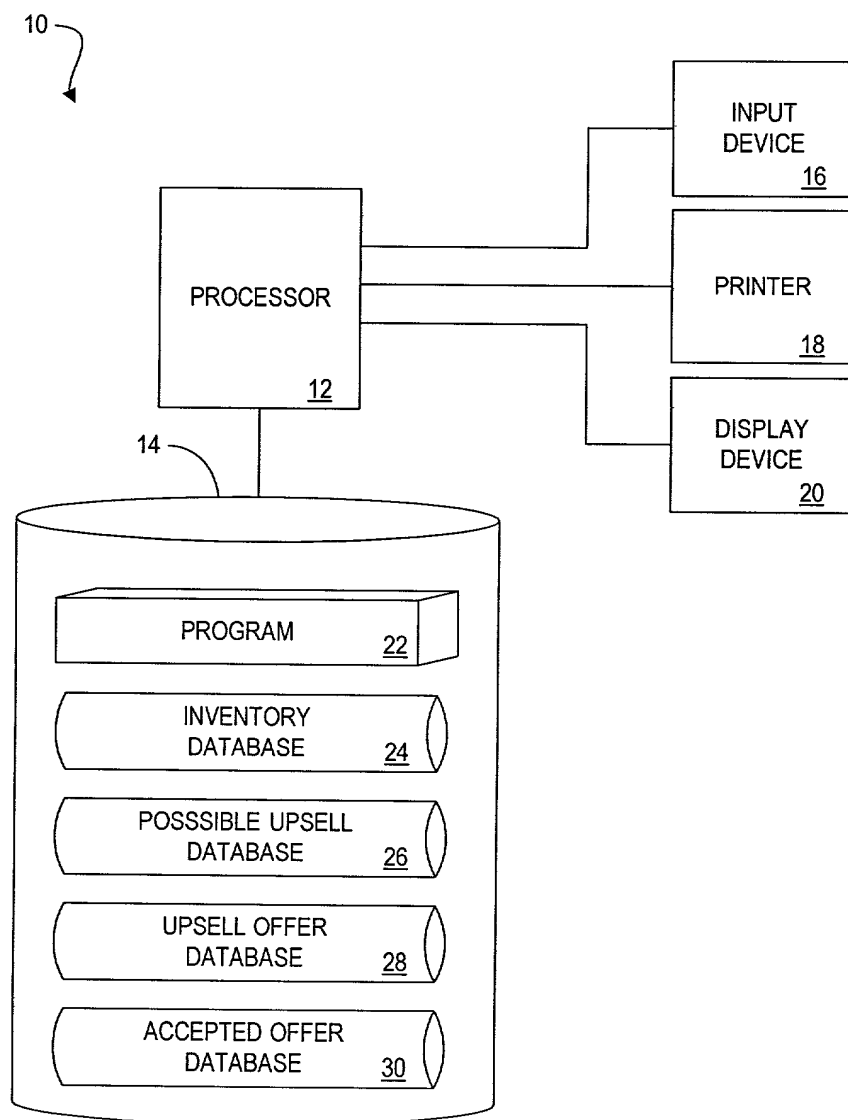 10
INPUT
DEVICE
16
PROCESSOR
12
PRINTER
18
DISPLAY
DEVICE
20
14
PROGRAM
22
INVENTORY
DATABASE
24
POSSSIBLE UPSELL
DATABASE
26
UPSELL OFFER
DATABASE
28
ACCEPTED OFFER
DATABASE
30